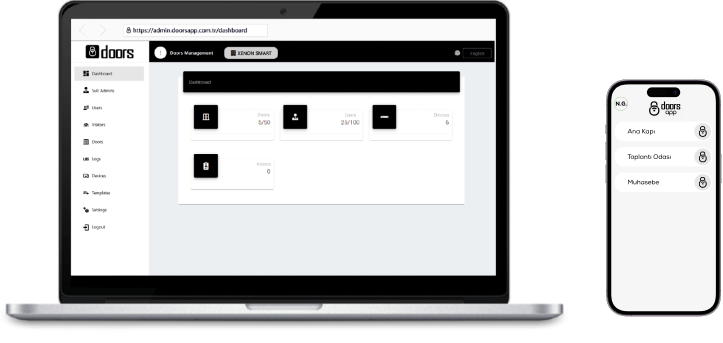 https://admin.doorsapp.com.tr/dashboard
doors
Doors Management
XENON SMART
English
Dashboard
Sub Admins
Users
Visitors
Doors
Logs
Devices
Templates
Settings
Logout
Dashboard
Doors
5/50
Users
25/100
Devices
6
Visitors
0
N.G.
doors
app
Ana Kapı
Toplantı Odası
Muhasebe